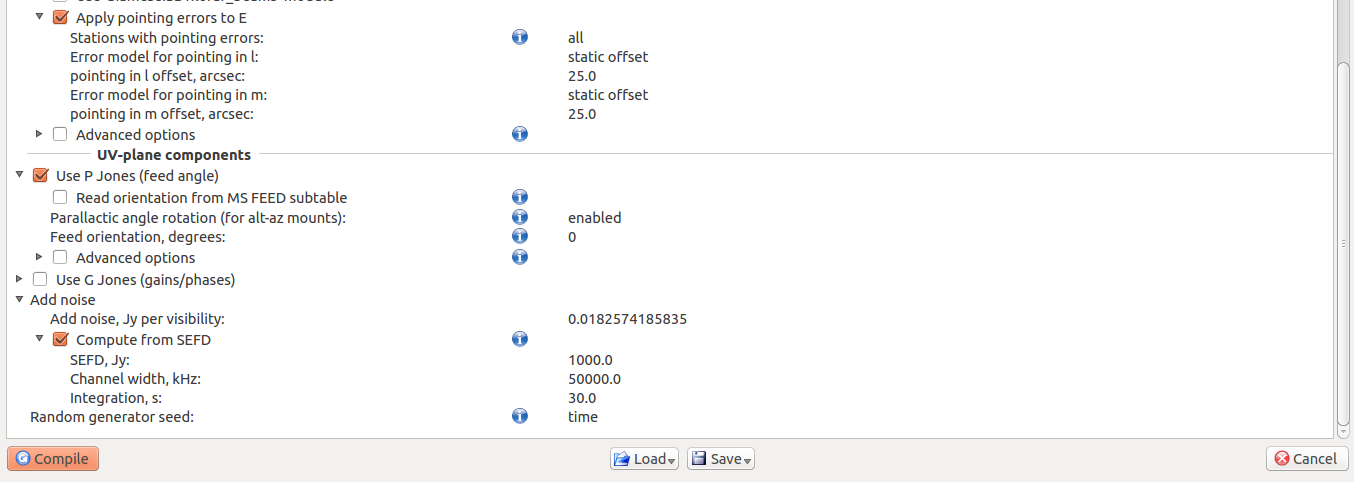 Apply pointing errors to E
Stations with pointing errors: all
Error model for pointing in l: static offset
pointing in l offset, arcsec: 25.0
Error model for pointing in m: static offset
pointing in m offset, arcsec: 25.0
Advanced options
UV-plane components
Use P Jones (feed angle)
Read orientation from MS FEED subtable
Parallactic angle rotation (for alt-az mounts): enabled
Feed orientation, degrees: 0
Advanced options
Use G Jones (gains/phases)
Add noise
Add noise, Jy per visibility: 0.0182574185835
Compute from SEFD
SEFD, Jy: 1000.0
Channel width, kHz: 50000.0
Integration, s: 30.0
Random generator seed: time
Compile Load Save Cancel